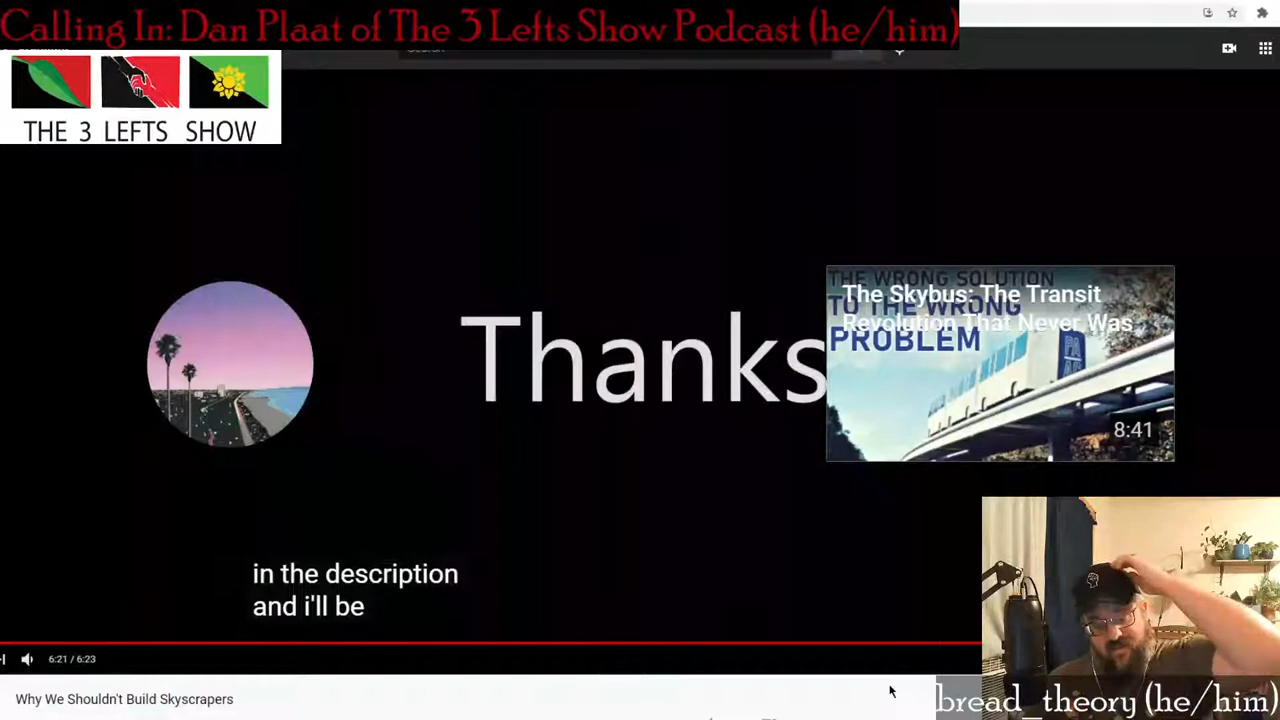 Calling In: Dan Plaat of The 3 Lefts Show Podcast (he/him)
THE 3 LEFTS SHOW
Thanks
THE WRONG SOLUTION
TO THE WRONG
PROBLEM
The Skybus: The Transit
Revolution That Never Was
8:41
in the description
and i'll be
6:21 / 6:23
Why We Shouldn't Build Skyscrapers
bread_theory (he/him)